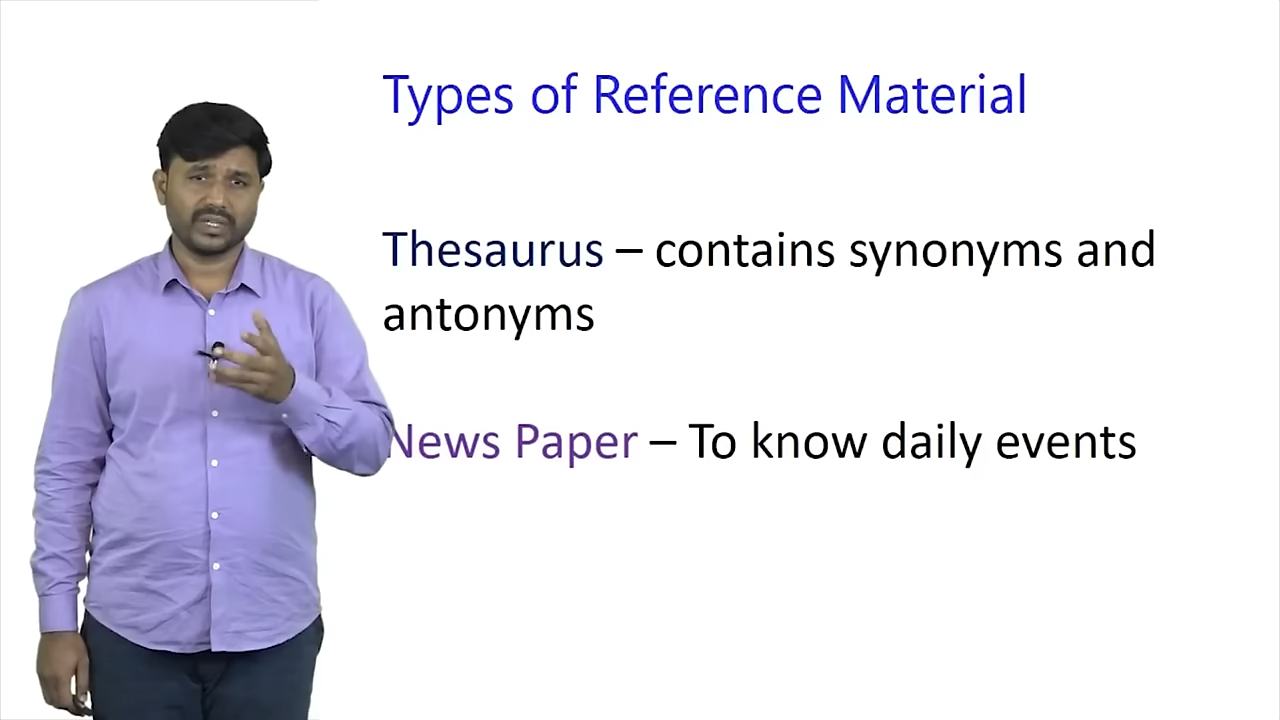 Types of Reference Material
Thesaurus – contains synonyms and
antonyms
News Paper – To know daily events